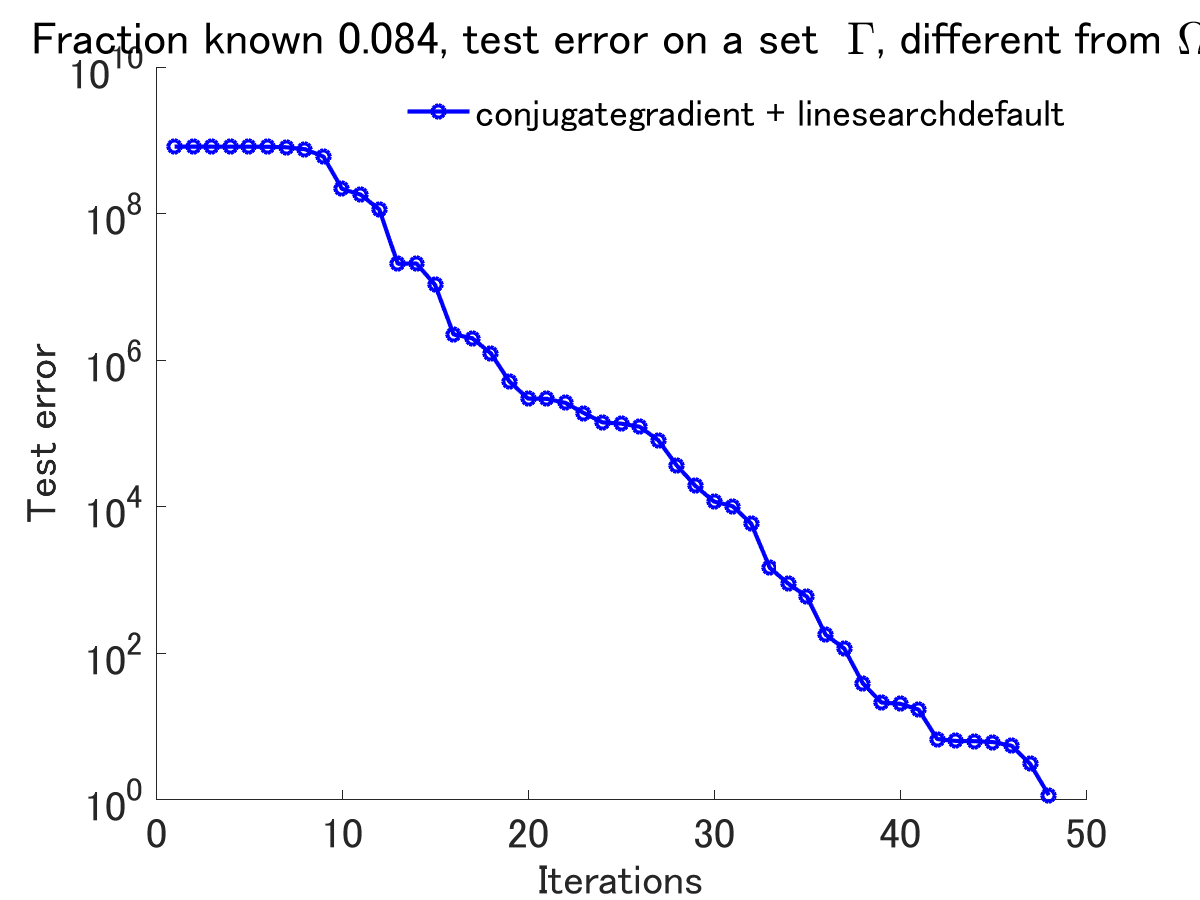 Fraction known 0.084, test error on a set Γ, different from Ω
10^10
conjugategradient + linesearchdefault
10^8
10^6
10^4
10^2
10^0
Test error
0 10 20 30 40 50
Iterations